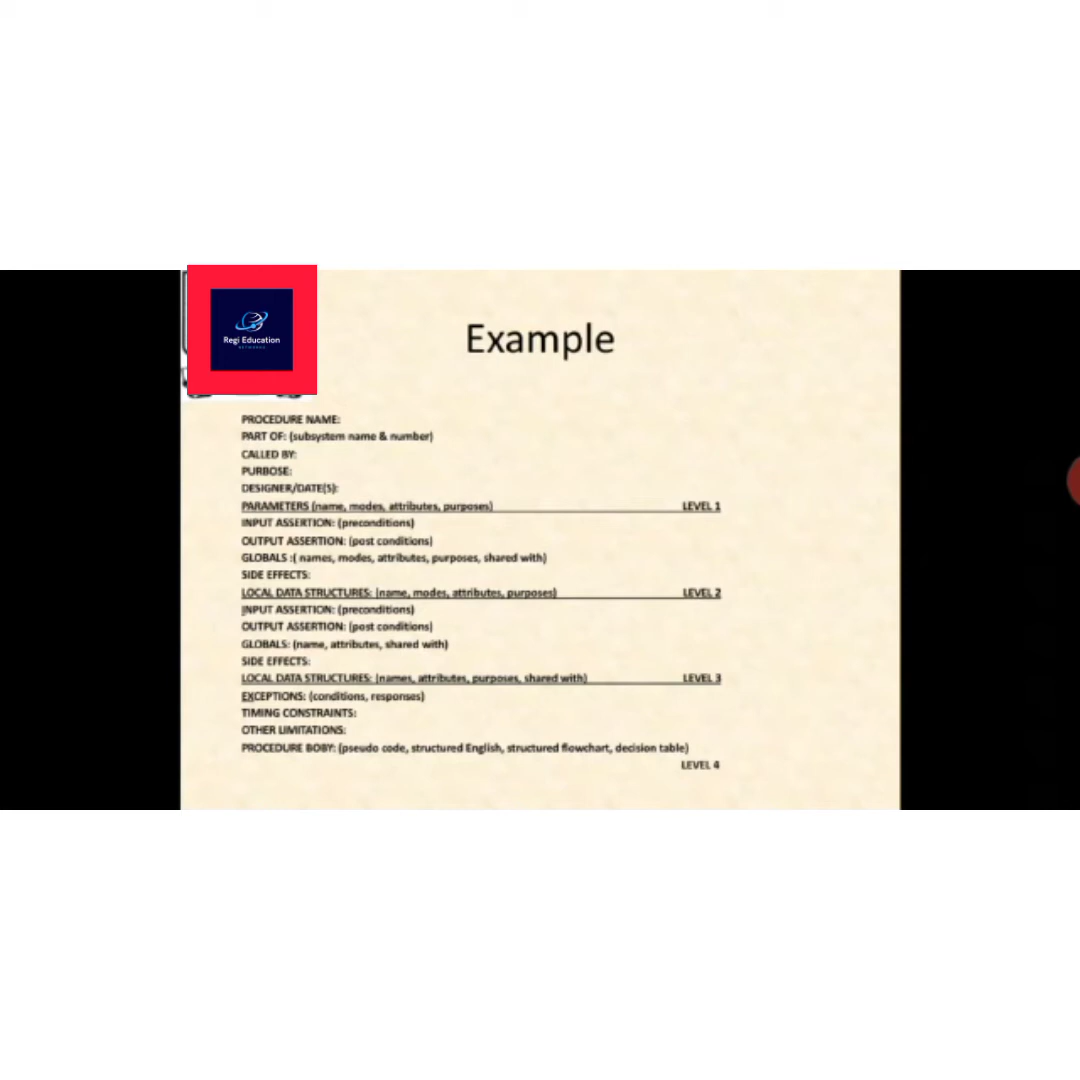 Regi Education
NETWORKS
Example
PROCEDURE NAME:
PART OF: (subsystem name & number)
CALLED BY:
PURBOSE:
DESIGNER/DATE(S):
PARAMETERS (name, modes, attributes, purposes) LEVEL 1
INPUT ASSERTION: (preconditions)
OUTPUT ASSERTION: (post conditions)
GLOBALS :( names, modes, attributes, purposes, shared with)
SIDE EFFECTS:
LOCAL DATA STRUCTURES: (name, modes, attributes, purposes) LEVEL 2
INPUT ASSERTION: (preconditions)
OUTPUT ASSERTION: (post conditions)
GLOBALS: (name, attributes, shared with)
SIDE EFFECTS:
LOCAL DATA STRUCTURES: (names, attributes, purposes, shared with) LEVEL 3
EXCEPTIONS: (conditions, responses)
TIMING CONSTRAINTS:
OTHER LIMITATIONS:
PROCEDURE BOBY: (pseudo code, structured English, structured flowchart, decision table)
LEVEL 4